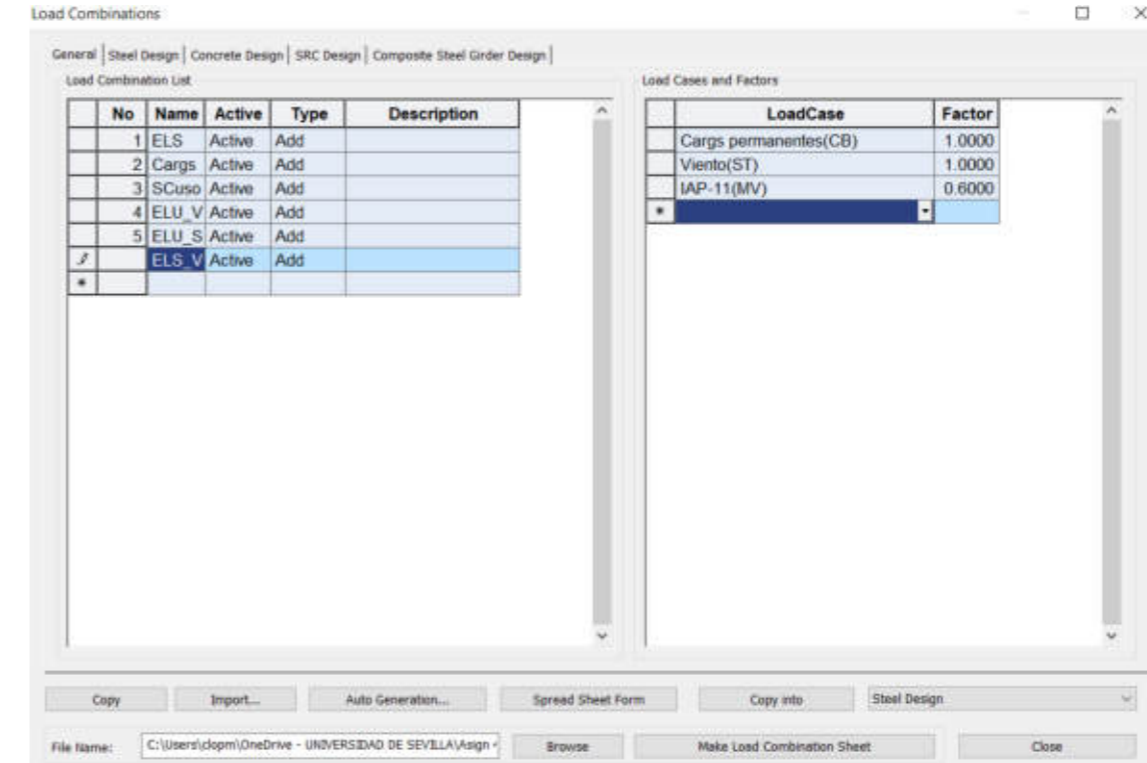 Load Combinations
General Steel Design Concrete Design SRC Design Composite Steel Girder Design
Load Combination List
No Name Active Type Description
1 ELS Active Add
2 Cargs Active Add
3 SCuso Active Add
4 ELU_V Active Add
5 ELU_S Active Add
ELS_V Active Add
*
Load Cases and Factors
LoadCase Factor
Cargs permanentes(CB) 1.0000
Viento(ST) 1.0000
IAP-11(MV) 0.6000
*
Copy Import... Auto Generation... Spread Sheet Form Copy into Steel Design
File Name: C:\Users\clopm\OneDrive - UNIVERSIDAD DE SEVILLA\Asign Browse Make Load Combination Sheet Close